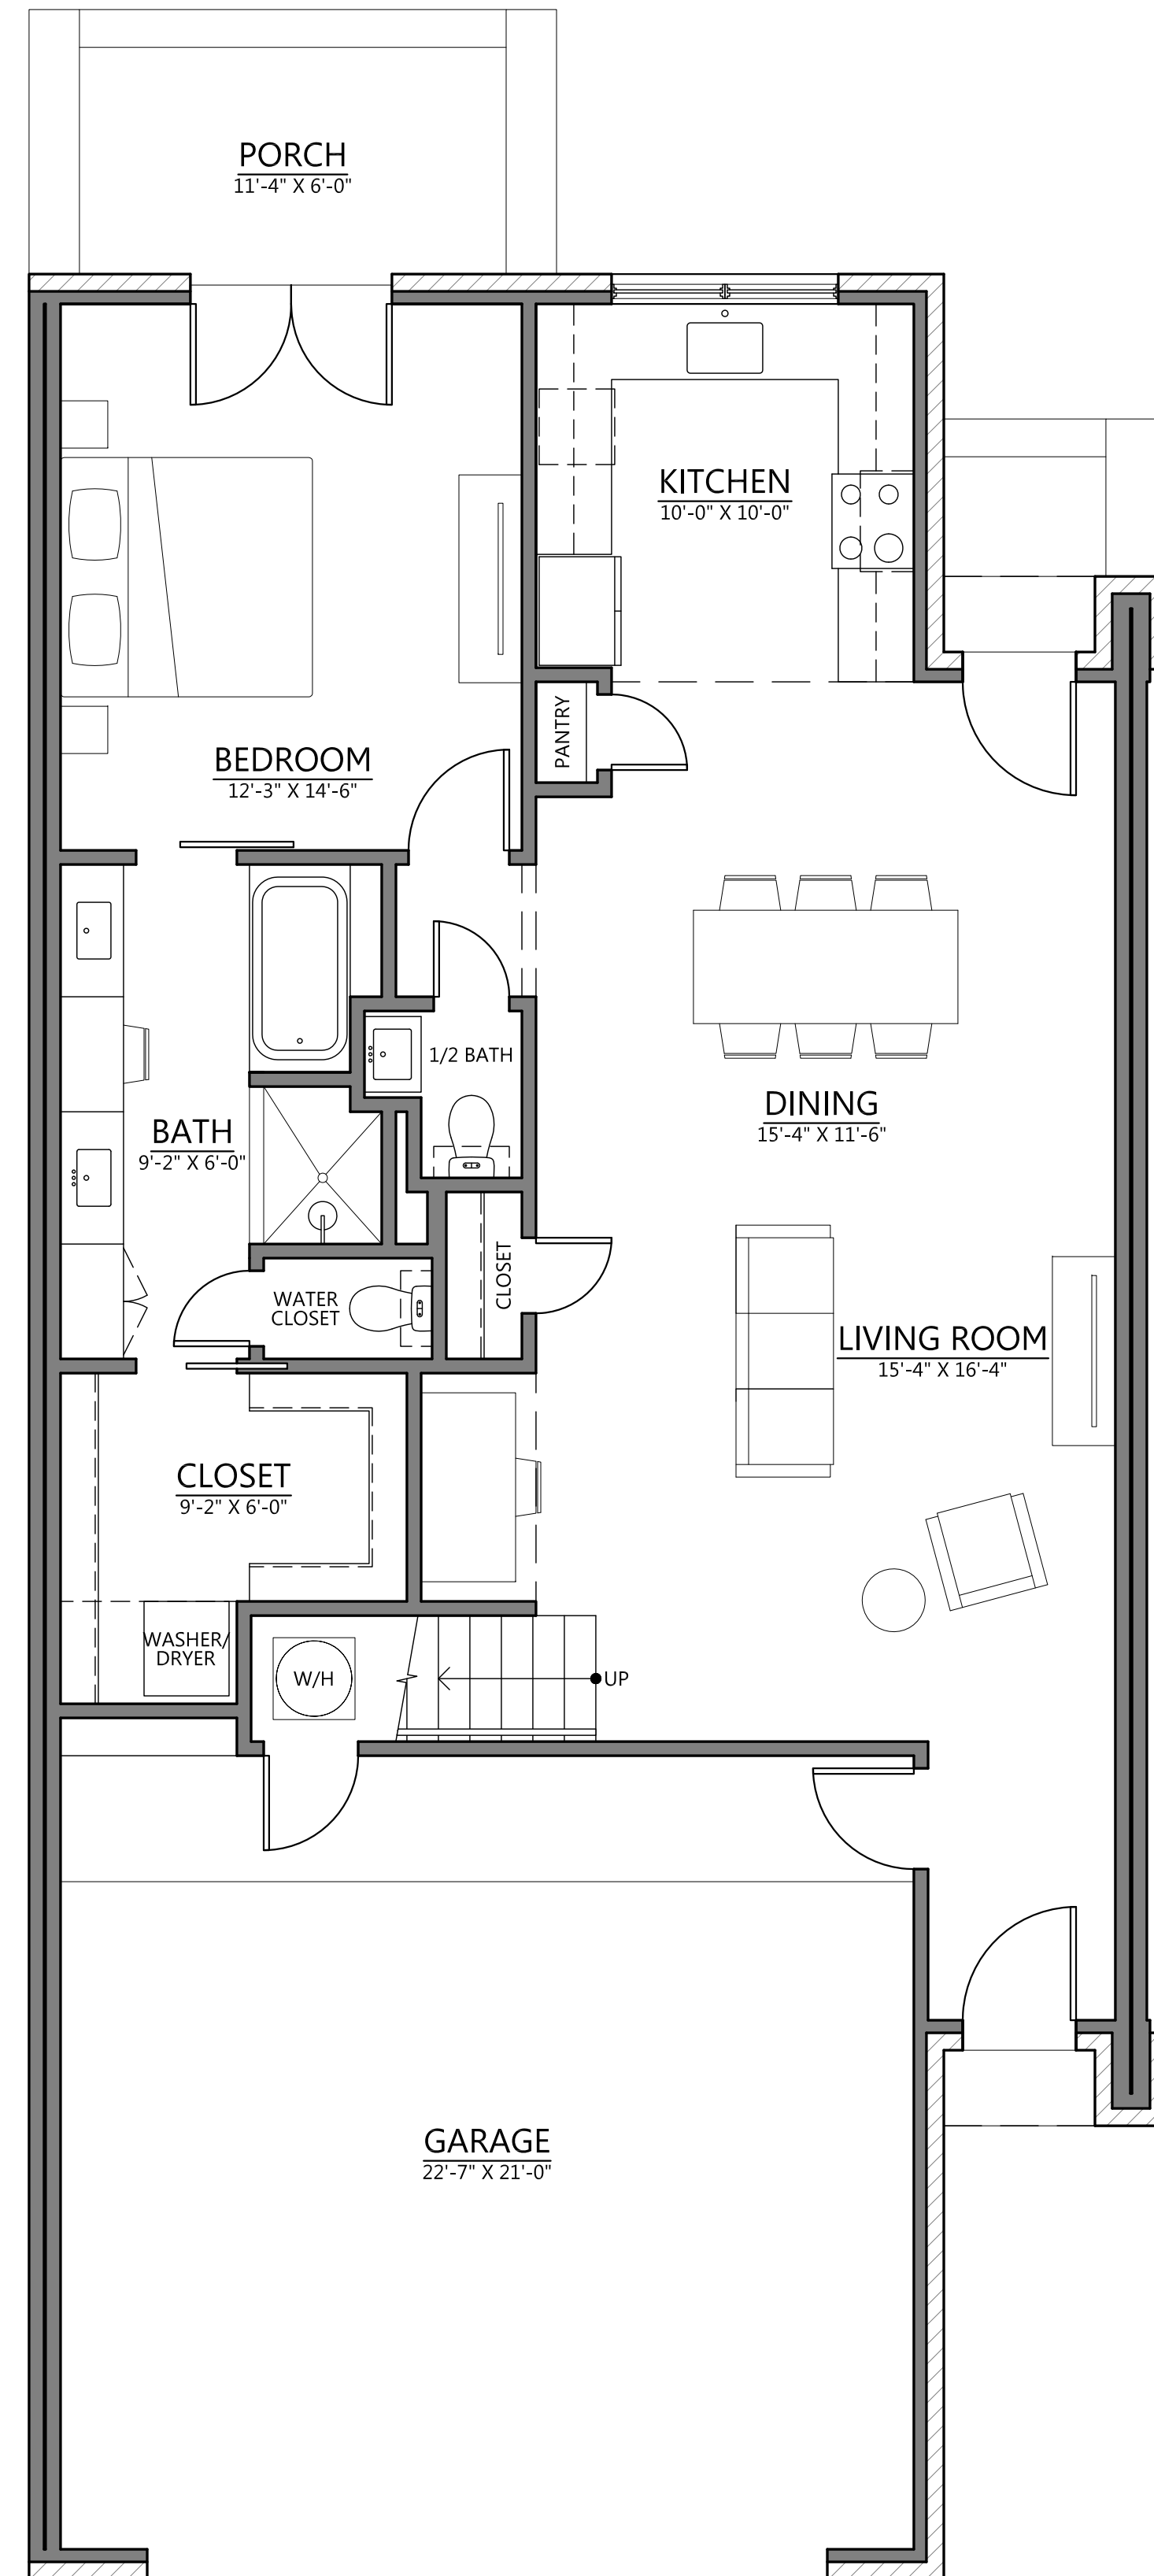 PORCH
11'-4" X 6'-0"
KITCHEN
10'-0" X 10'-0"
PANTRY
BEDROOM
12'-3" X 14'-6"
1/2 BATH
DINING
15'-4" X 11'-6"
BATH
9'-2" X 6'-0"
CLOSET
WATER
CLOSET
LIVING ROOM
15'-4" X 16'-4"
CLOSET
9'-2" X 6'-0"
WASHER/
DRYER
W/H
UP
GARAGE
22'-7" X 21'-0"